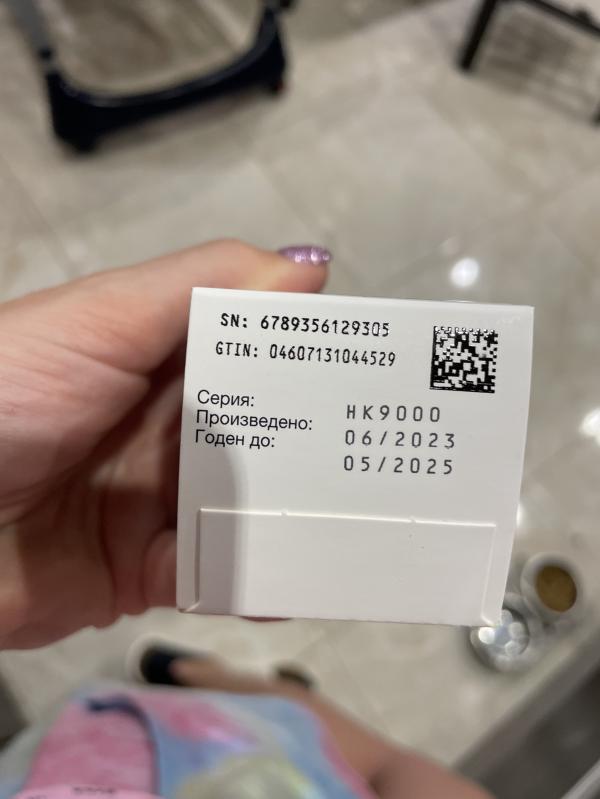 SN: 6789356129305
GTIN: 04607131044529
Серия: HK9000
Произведено: 06/2023
Годен до: 05/2025